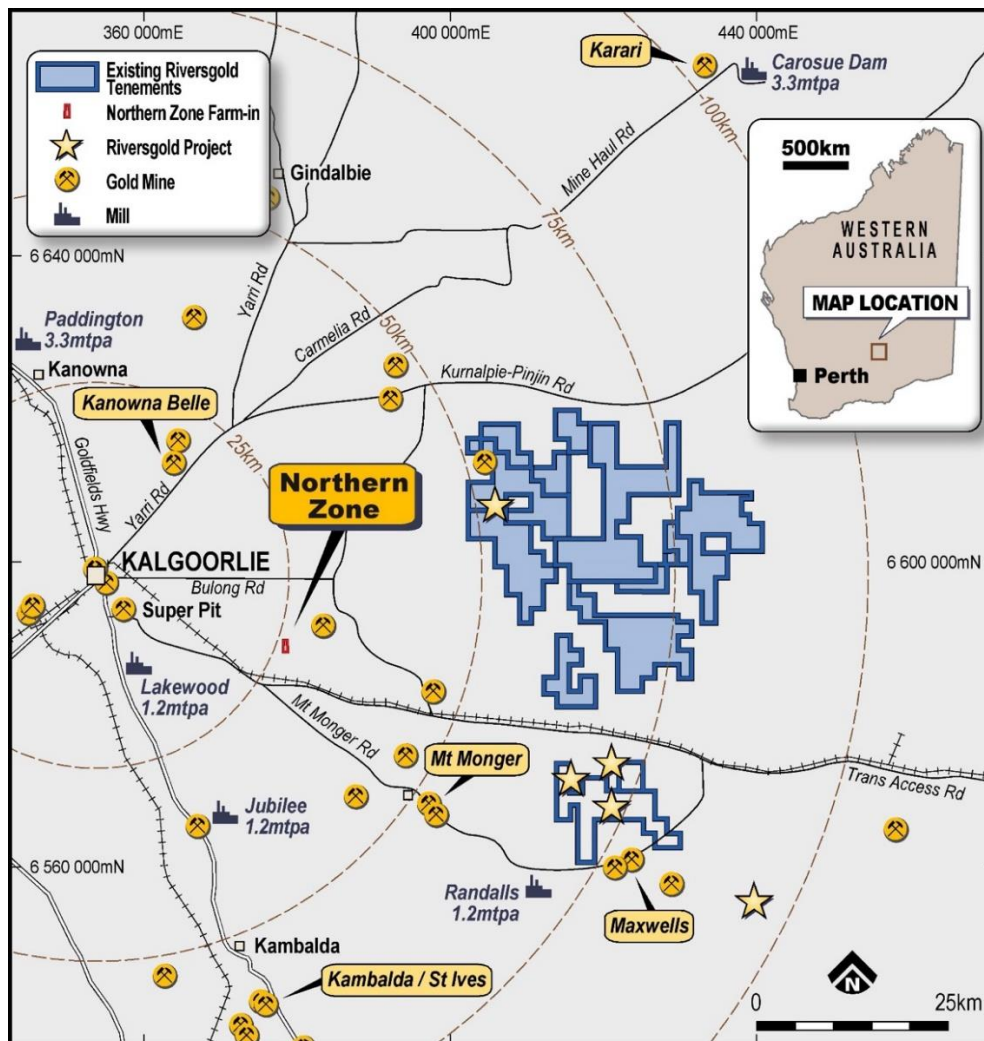 360 000mE
400 000mE
440 000mE
Existing Riversgold
Tenements
Northern Zone Farm-in
Riversgold Project
Gold Mine
Mill
Karari
Carosue Dam
3.3mtpa
100km
500km
WESTERN
AUSTRALIA
MAP LOCATION
Perth
Gindalbie
Mine Haul Rd
75km
6 640 000mN
Yarri Rd
Carmelia Rd
50km
Paddington
3.3mtpa
Kanowna
Kurnalpie-Pinjin Rd
Kanowna Belle
25km
Goldfields Hwy
Yarri Rd
Northern
Zone
KALGOORLIE
Bulong Rd
6 600 000mN
Super Pit
Lakewood
1.2mtpa
Mt Monger Rd
Mt Monger
Trans Access Rd
Jubilee
1.2mtpa
6 560 000mN
Randalls
1.2mtpa
Maxwells
Kambalda
Kambalda / St Ives
N
0
25km